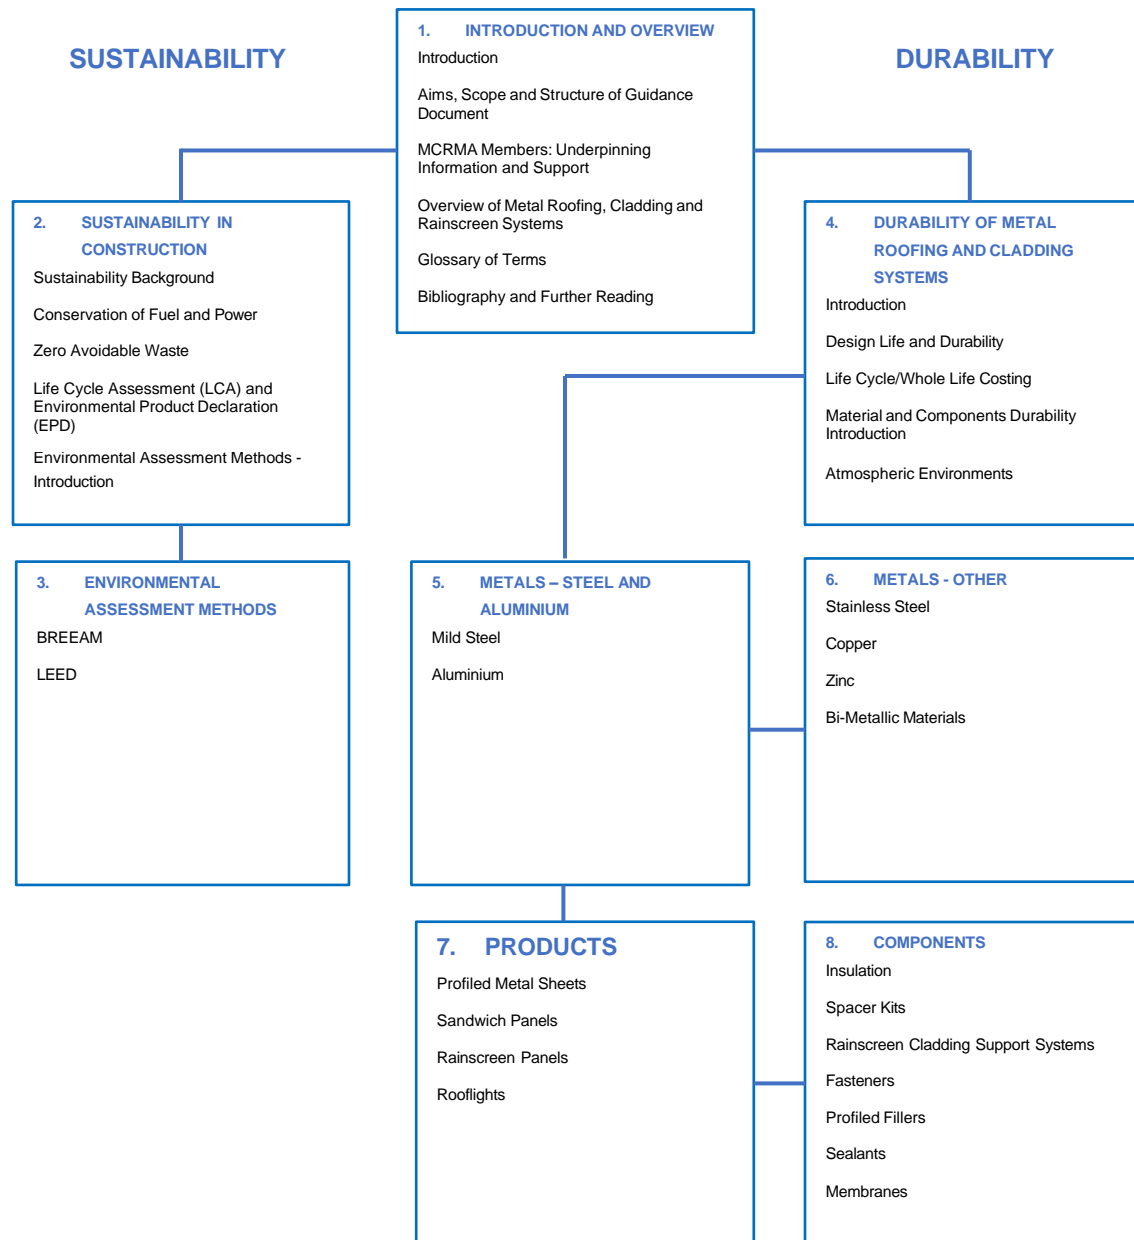 SUSTAINABILITY
DURABILITY
1. INTRODUCTION AND OVERVIEW
Introduction
Aims, Scope and Structure of Guidance
Document
MCRMA Members: Underpinning
Information and Support
Overview of Metal Roofing, Cladding and
Rainscreen Systems
Glossary of Terms
Bibliography and Further Reading
2. SUSTAINABILITY IN
CONSTRUCTION
Sustainability Background
Conservation of Fuel and Power
Zero Avoidable Waste
Life Cycle Assessment (LCA) and
Environmental Product Declaration
(EPD)
Environmental Assessment Methods -
Introduction
4. DURABILITY OF METAL
ROOFING AND CLADDING
SYSTEMS
Introduction
Design Life and Durability
Life Cycle/Whole Life Costing
Material and Components Durability
Introduction
Atmospheric Environments
3. ENVIRONMENTAL
ASSESSMENT METHODS
BREEAM
LEED
5. METALS – STEEL AND
ALUMINIUM
Mild Steel
Aluminium
6. METALS - OTHER
Stainless Steel
Copper
Zinc
Bi-Metallic Materials
7. PRODUCTS
Profiled Metal Sheets
Sandwich Panels
Rainscreen Panels
Rooflights
8. COMPONENTS
Insulation
Spacer Kits
Rainscreen Cladding Support Systems
Fasteners
Profiled Fillers
Sealants
Membranes